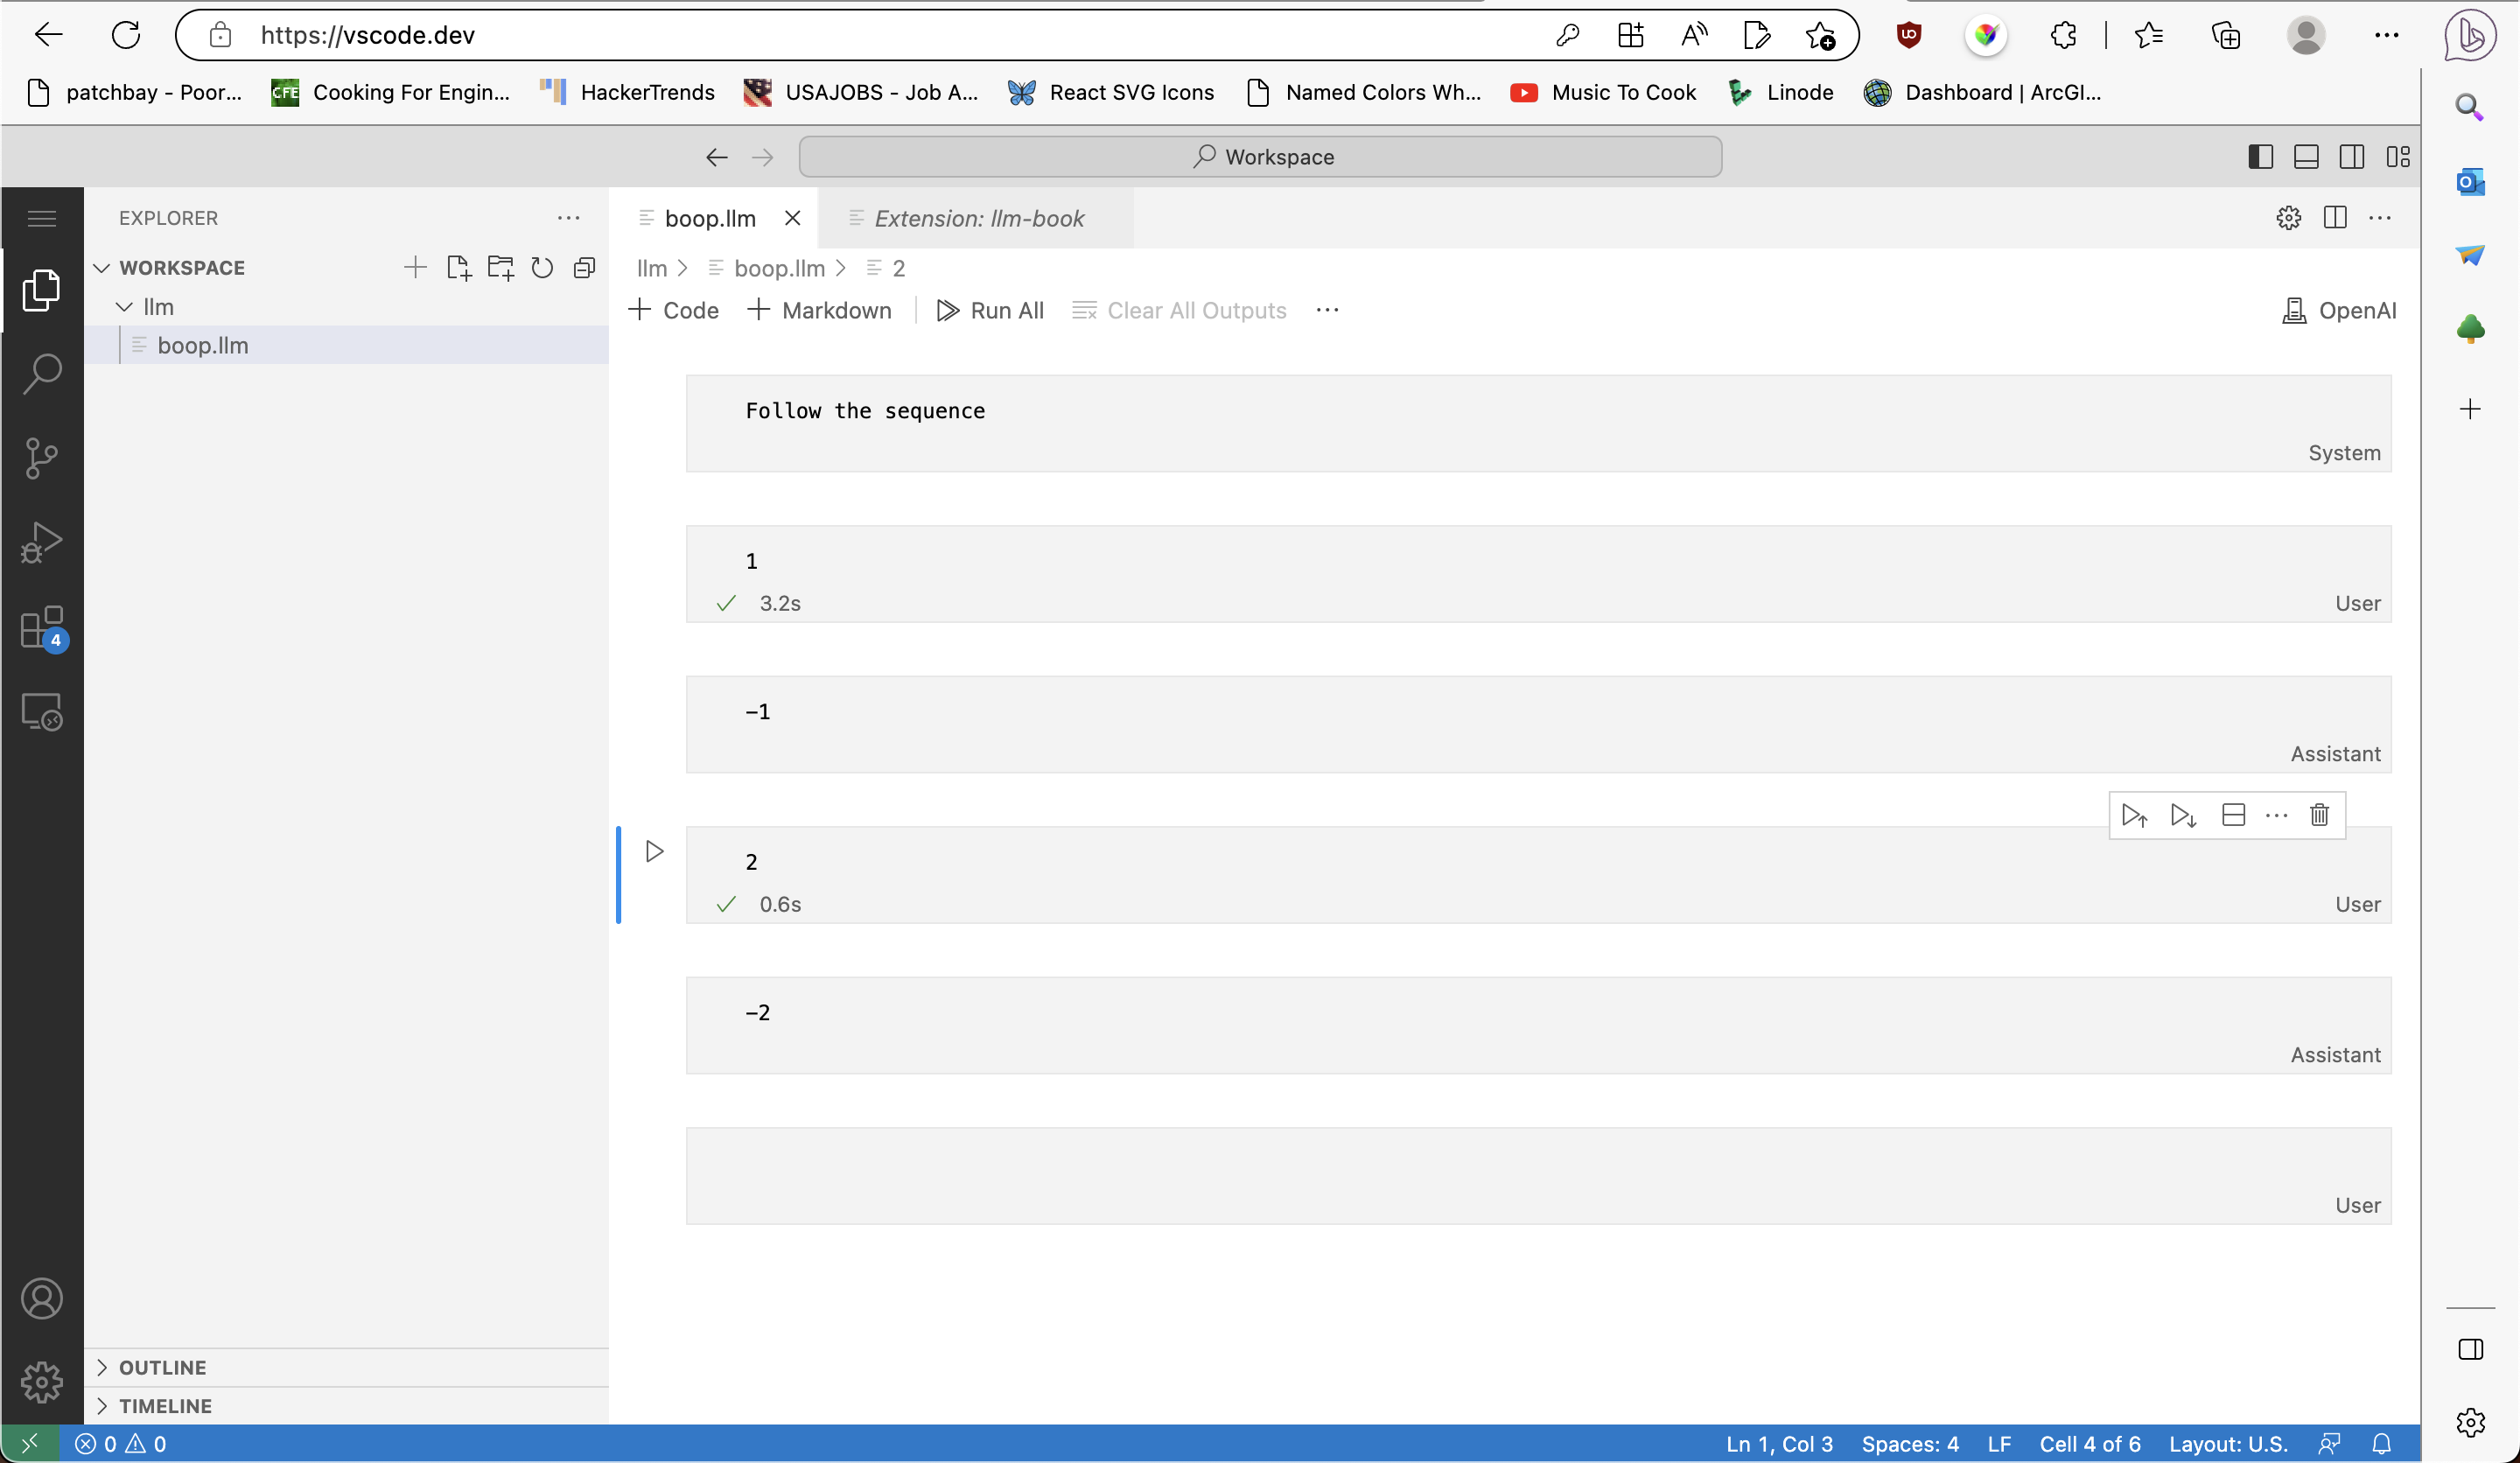 https://vscode.dev
patchbay - Poor...
Cooking For Engin...
HackerTrends
USAJOBS - Job A...
React SVG Icons
Named Colors Wh...
Music To Cook
Linode
Dashboard | ArcGI...
Workspace
EXPLORER
WORKSPACE
llm
boop.llm
4
OUTLINE
TIMELINE
boop.llm
Extension: llm-book
llm > boop.llm > 2
+ Code + Markdown Run All Clear All Outputs ...
OpenAI
Follow the sequence
System
1
3.2s
User
–1
Assistant
2
0.6s
User
–2
Assistant
User
0 0
Ln 1, Col 3 Spaces: 4 LF Cell 4 of 6 Layout: U.S.